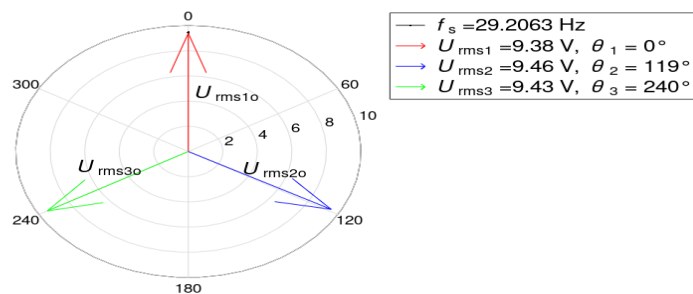 0
60
120
180
240
300
2
4
6
8
10
U rms1o
U rms2o
U rms3o
f s =29.2063 Hz
U rms1 =9.38 V, θ 1 = 0°
U rms2 =9.46 V, θ 2 = 119°
U rms3 =9.43 V, θ 3 = 240°